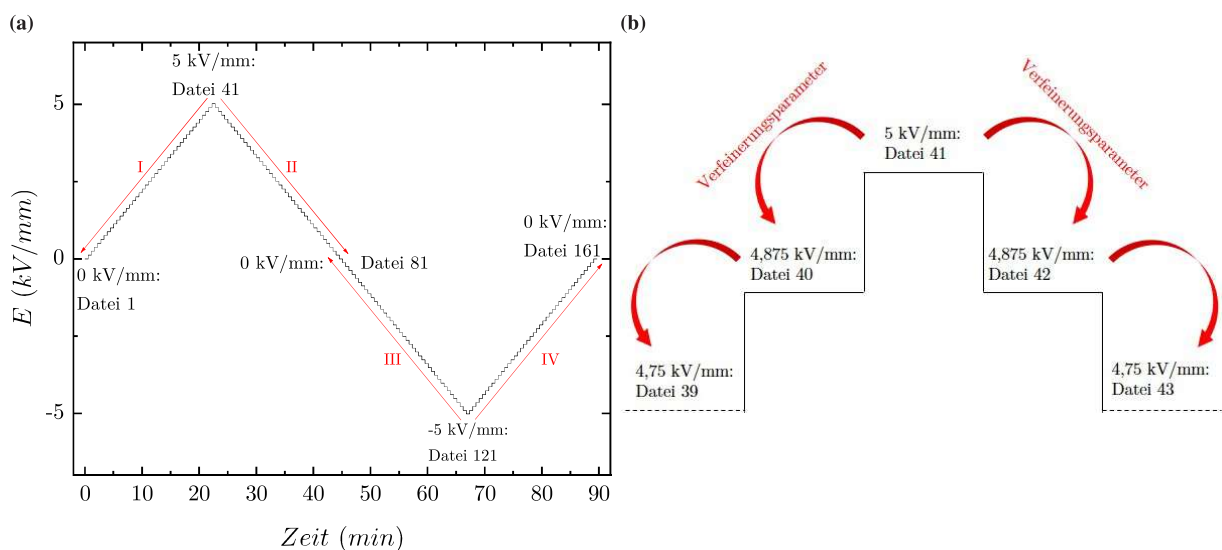 (a)
5 kV/mm:
Datei 41
5
0
-5
E (kV/mm)
I
II
III
IV
0 kV/mm:
Datei 1
0 kV/mm:
Datei 81
0 kV/mm:
Datei 161
-5 kV/mm:
Datei 121
0 10 20 30 40 50 60 70 80 90
Zeit (min)
(b)
Verfeinerungsparameter
Verfeinerungsparameter
5 kV/mm:
Datei 41
4,875 kV/mm:
Datei 40
4,875 kV/mm:
Datei 42
4,75 kV/mm:
Datei 39
4,75 kV/mm:
Datei 43